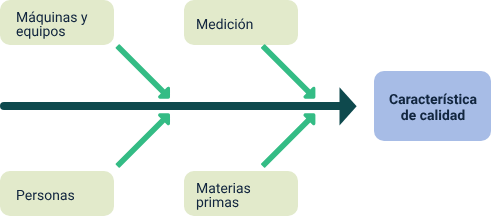 Máquinas y
equipos
Medición
Característica
de calidad
Personas
Materias
primas